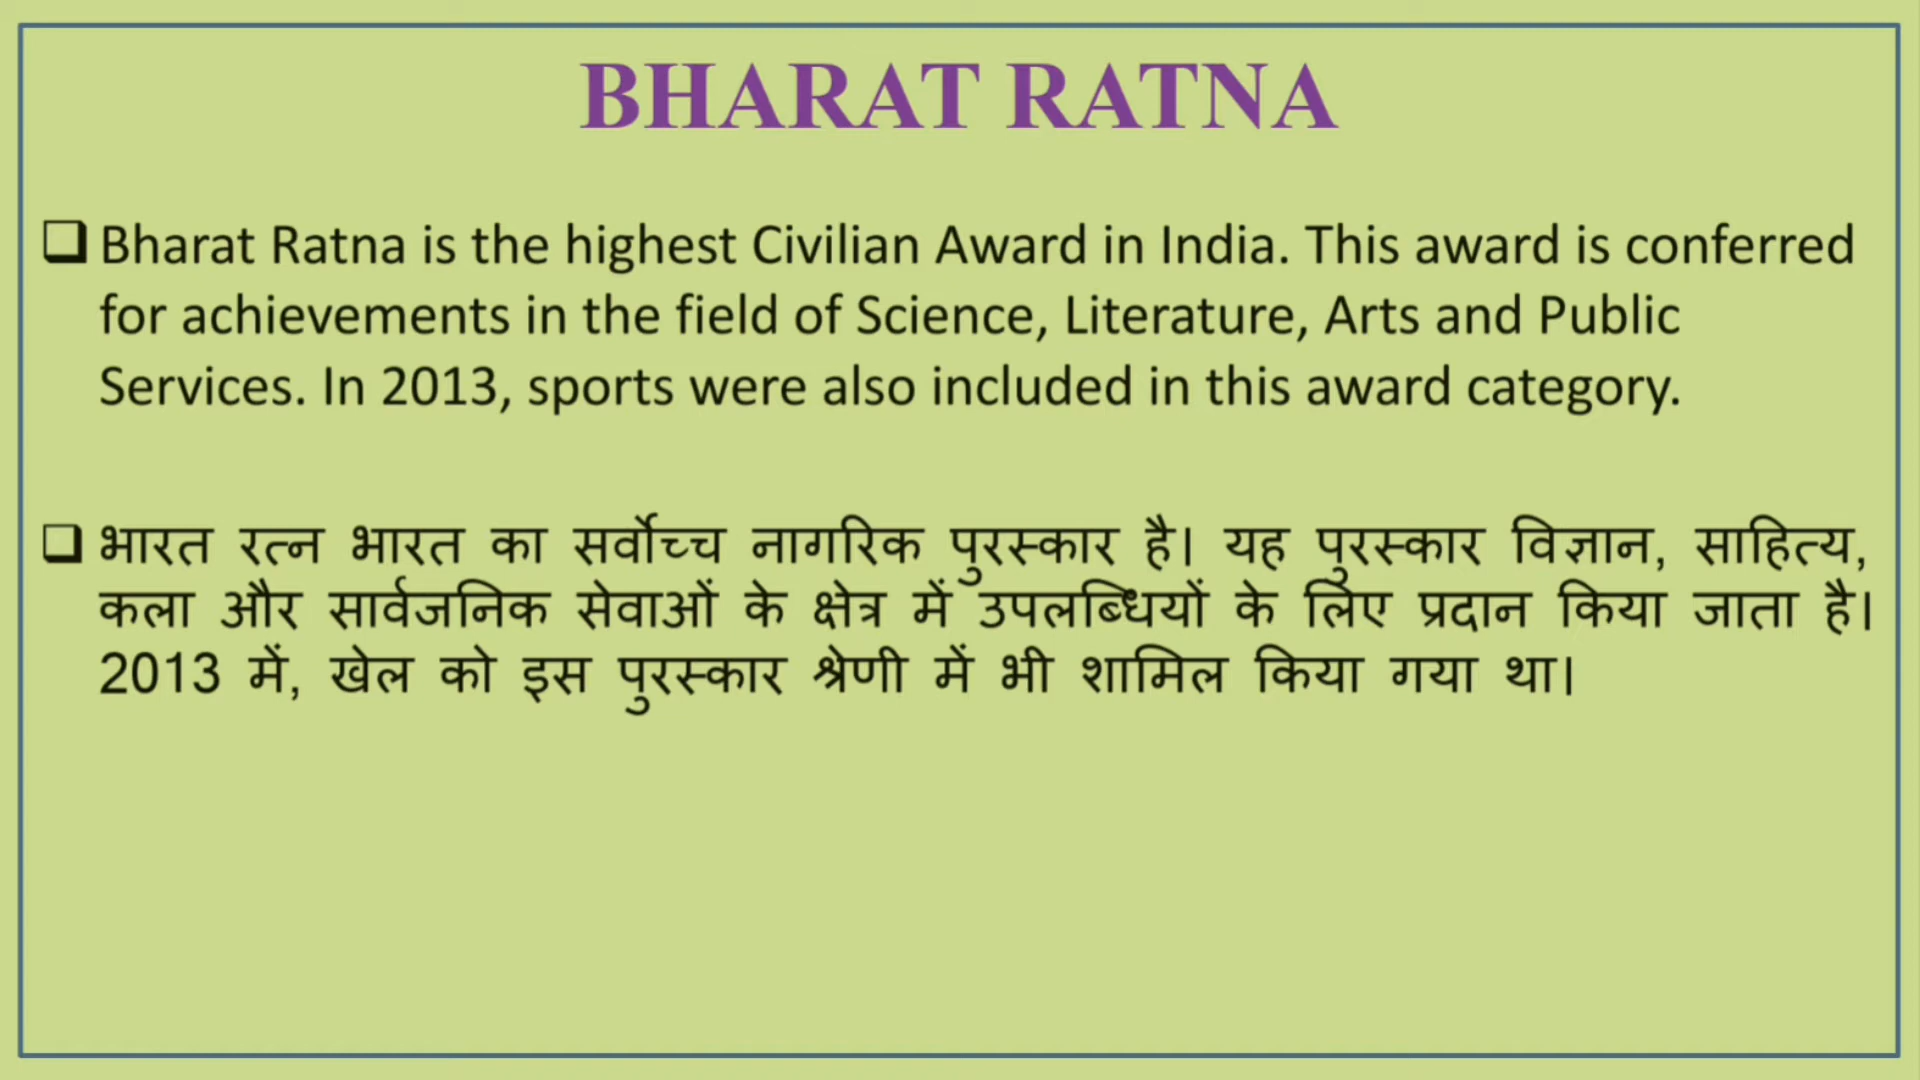 BHARAT RATNA
Bharat Ratna is the highest Civilian Award in India. This award is conferred
for achievements in the field of Science, Literature, Arts and Public
Services. In 2013, sports were also included in this award category.
भारत रत्न भारत का सर्वोच्च नागरिक पुरस्कार है। यह पुरस्कार विज्ञान, साहित्य,
कला और सार्वजनिक सेवाओं के क्षेत्र में उपलब्धियों के लिए प्रदान किया जाता है।
2013 में, खेल को इस पुरस्कार श्रेणी में भी शामिल किया गया था।